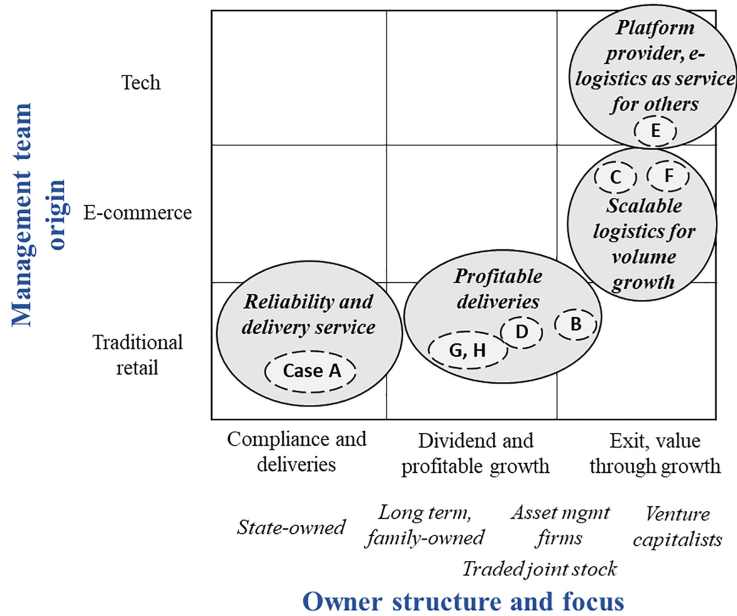 Platform
provider, e-
logistics as service
for others
E
Tech
Management team
origin
E-commerce
C
F
Scalable
logistics for
volume
growth
Reliability and
delivery service
Case A
Profitable
deliveries
G, H
D
B
Traditional
retail
Compliance and
deliveries
Dividend and
profitable growth
Exit, value
through growth
State-owned
Long term,
family-owned
Asset mgmt
firms
Venture
capitalists
Traded joint stock
Owner structure and focus